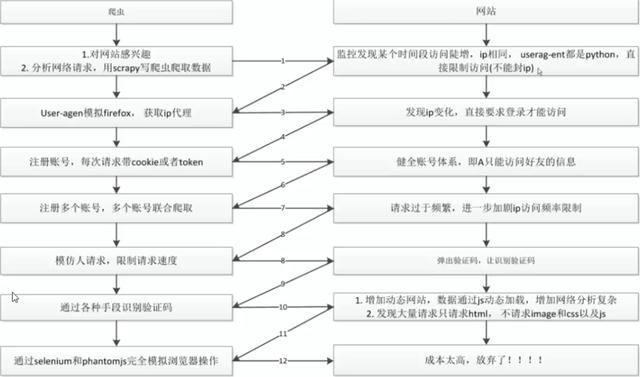 爬虫
网站
1.对网站感兴趣
2. 分析网络请求，用scrapy写爬虫爬取数据
1
监控发现某个时间段访问陡增，ip相同， userag-ent都是python，直
接限制访问(不能封ip)
2
User-agen模拟firefox， 获取ip代理
3
发现ip变化，直接要求登录才能访问
4
注册账号，每次请求带cookie或者token
5
健全账号体系，即A只能访问好友的信息
6
注册多个账号，多个账号联合爬取
7
请求过于频繁，进一步加剧ip访问频率限制
8
模仿人请求，限制请求速度
8
弹出验证码，让识别验证码
9
通过各种手段识别验证码
10
1. 增加动态网站，数据通过js动态加载，增加网络分析复杂
2. 发现大量请求只请求html， 不请求image和css以及js
11
通过selenium和phantomjs完全模拟浏览器操作
12
成本太高，放弃了！！！！